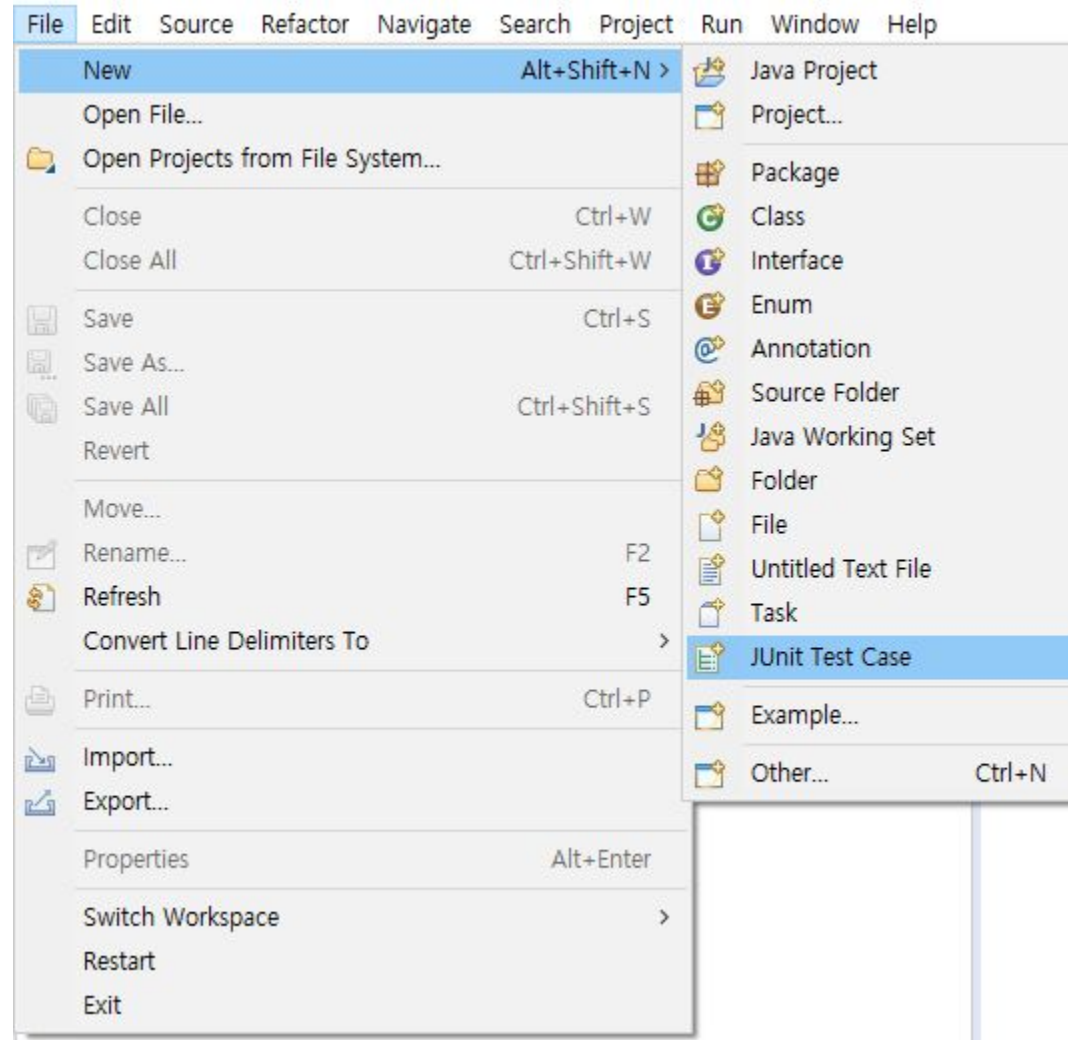 File Edit Source Refactor Navigate Search Project Run Window Help
New Alt+Shift+N >
Open File...
Open Projects from File System...
Close Ctrl+W
Close All Ctrl+Shift+W
Save Ctrl+S
Save As...
Save All Ctrl+Shift+S
Revert
Move...
Rename... F2
Refresh F5
Convert Line Delimiters To >
Print... Ctrl+P
Import...
Export...
Properties Alt+Enter
Switch Workspace >
Restart
Exit
Java Project
Project...
Package
Class
Interface
Enum
Annotation
Source Folder
Java Working Set
Folder
File
Untitled Text File
Task
JUnit Test Case
Example...
Other... Ctrl+N